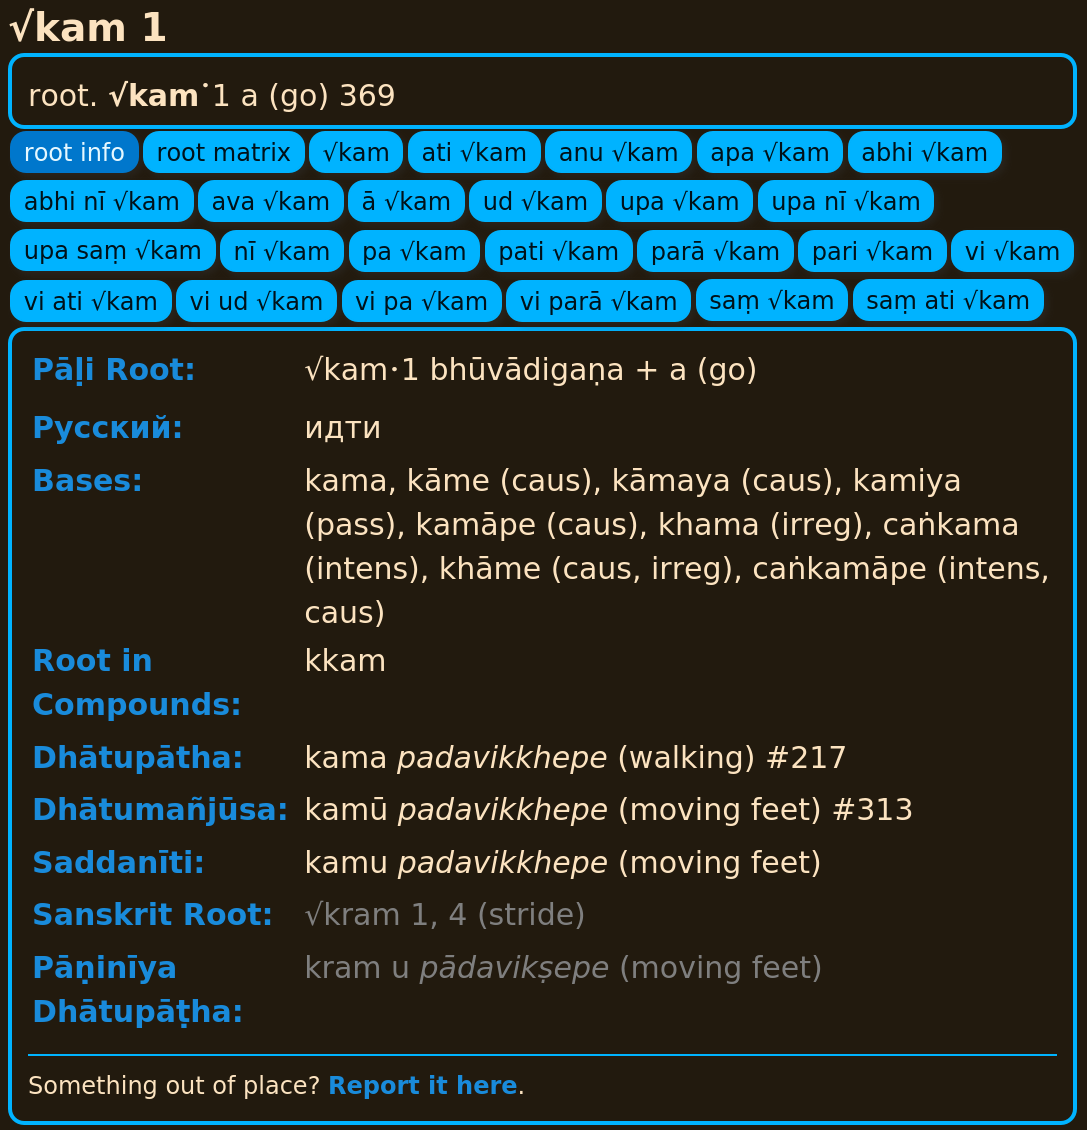 √kam 1
root. √kam˙1 a (go) 369
root info root matrix √kam ati √kam anu √kam apa √kam abhi √kam
abhi nī √kam ava √kam ā √kam ud √kam upa √kam upa nī √kam
upa saṃ √kam nī √kam pa √kam pati √kam parā √kam pari √kam vi √kam
vi ati √kam vi ud √kam vi pa √kam vi parā √kam saṃ √kam saṃ ati √kam
Pāḷi Root: √kam･1 bhūvādigaṇa + a (go)
Русский: идти
Bases: kama, kāme (caus), kāmaya (caus), kamiya
(pass), kamāpe (caus), khama (irreg), caṅkama
(intens), khāme (caus, irreg), caṅkamāpe (intens,
caus)
Root in kkam
Compounds:
Dhātupātha: kama padavikkhepe (walking) #217
Dhātumañjūsa: kamū padavikkhepe (moving feet) #313
Saddanīti: kamu padavikkhepe (moving feet)
Sanskrit Root: √kram 1, 4 (stride)
Pāṇinīya kram u pādavikṣepe (moving feet)
Dhātupāṭha:
Something out of place? Report it here.